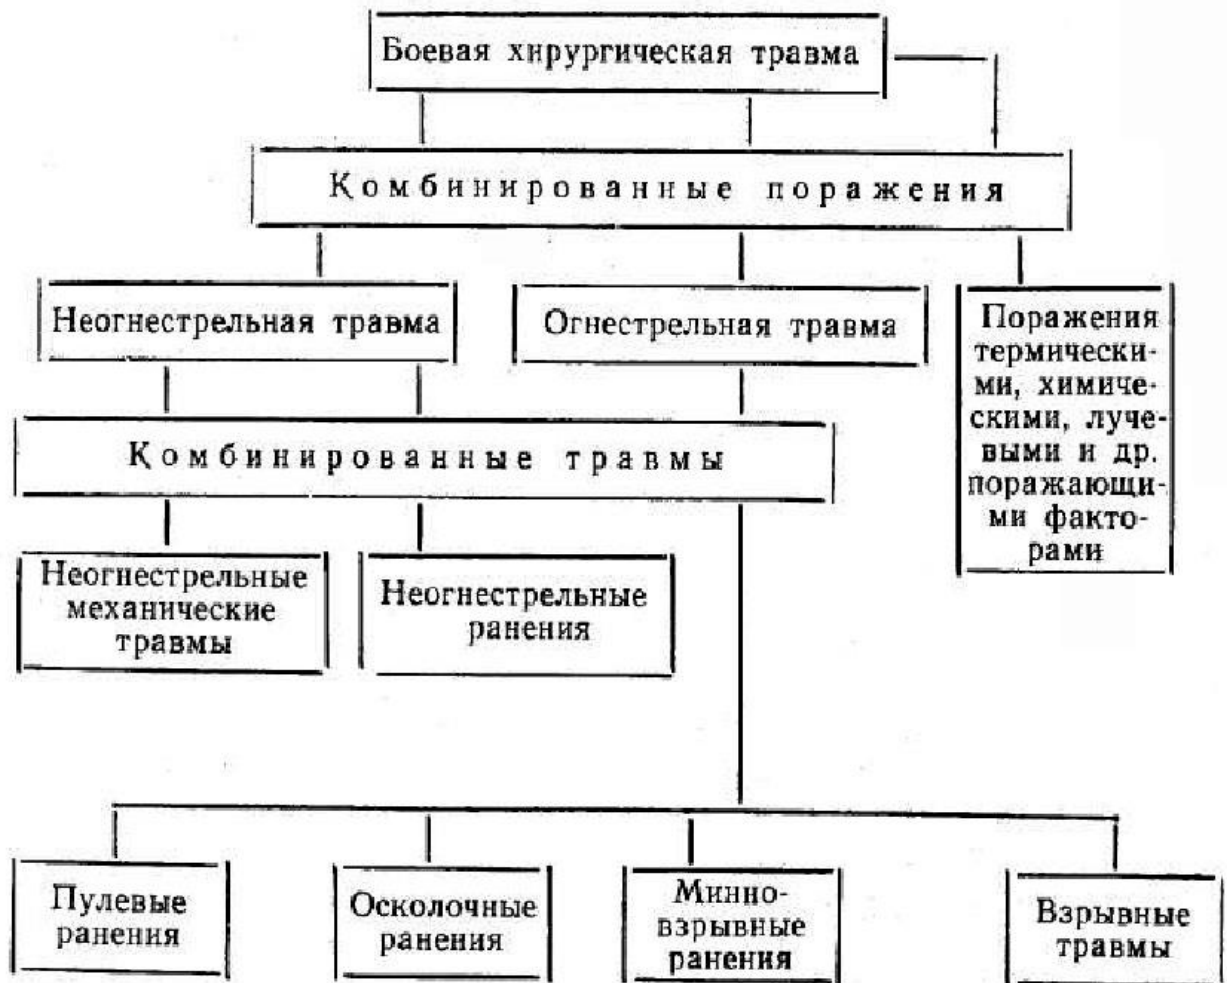 Боевая хирургическая травма
Комбинированные поражения
Неогнестрельная травма
Огнестрельная травма
Поражения
термически-
ми, химиче-
скими, луче-
выми и др.
поражающи-
ми факто-
рами
Комбинированные травмы
Неогнестрельные
механические
травмы
Неогнестрельные
ранения
Пулевые
ранения
Осколочные
ранения
Минно-
взрывные
ранения
Взрывные
травмы